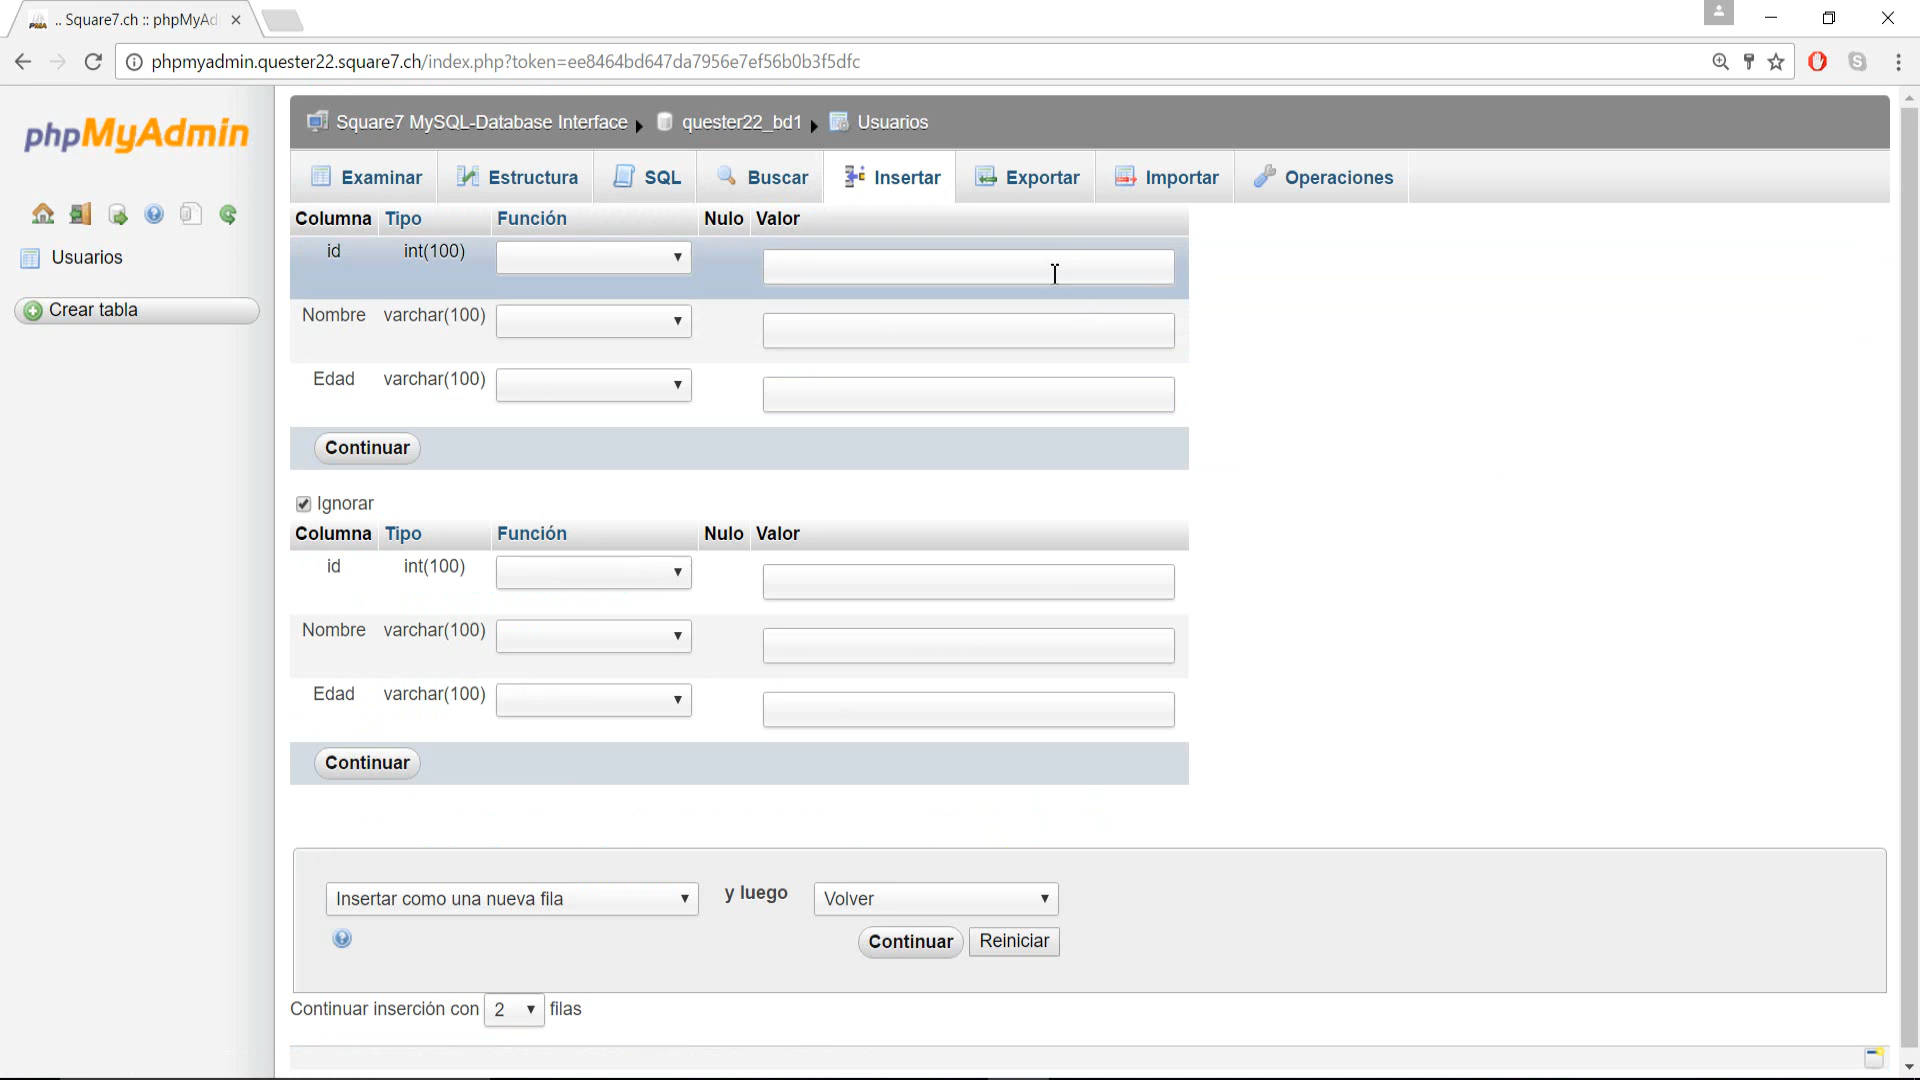 .. Square7.ch :: phpMyAd
phpmyadmin.quester22.square7.ch/index.php?token=ee8464bd647da7956e7ef56b0b3f5dfc
phpMyAdmin
Usuarios
Crear tabla
Square7 MySQL-Database Interface quester22_bd1 Usuarios
Examinar Estructura SQL Buscar Insertar Exportar Importar Operaciones
Columna Tipo Función Nulo Valor
id int(100)
Nombre varchar(100)
Edad varchar(100)
Continuar
Ignorar
Columna Tipo Función Nulo Valor
id int(100)
Nombre varchar(100)
Edad varchar(100)
Continuar
Insertar como una nueva fila y luego Volver
Continuar Reiniciar
Continuar inserción con 2 filas